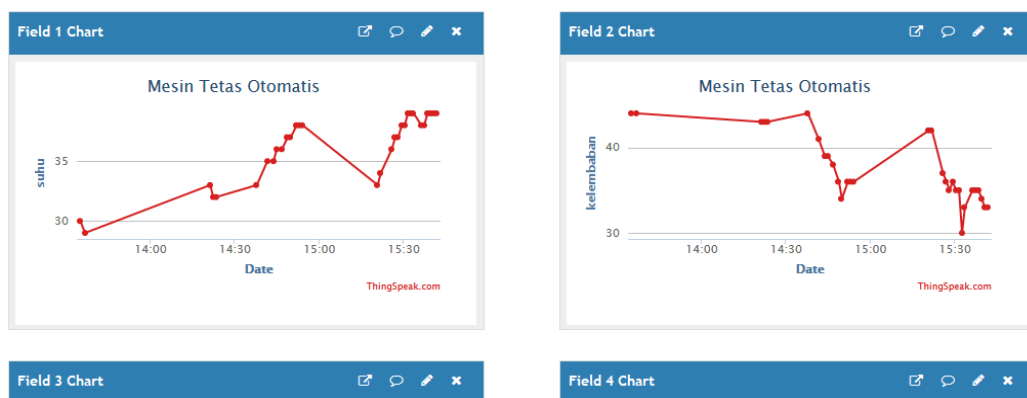 Field 1 Chart
Mesin Tetas Otomatis
suhu
35
30
14:00 14:30 15:00 15:30
Date
ThingSpeak.com
Field 2 Chart
Mesin Tetas Otomatis
kelembaban
40
30
14:00 14:30 15:00 15:30
Date
ThingSpeak.com
Field 3 Chart
Field 4 Chart